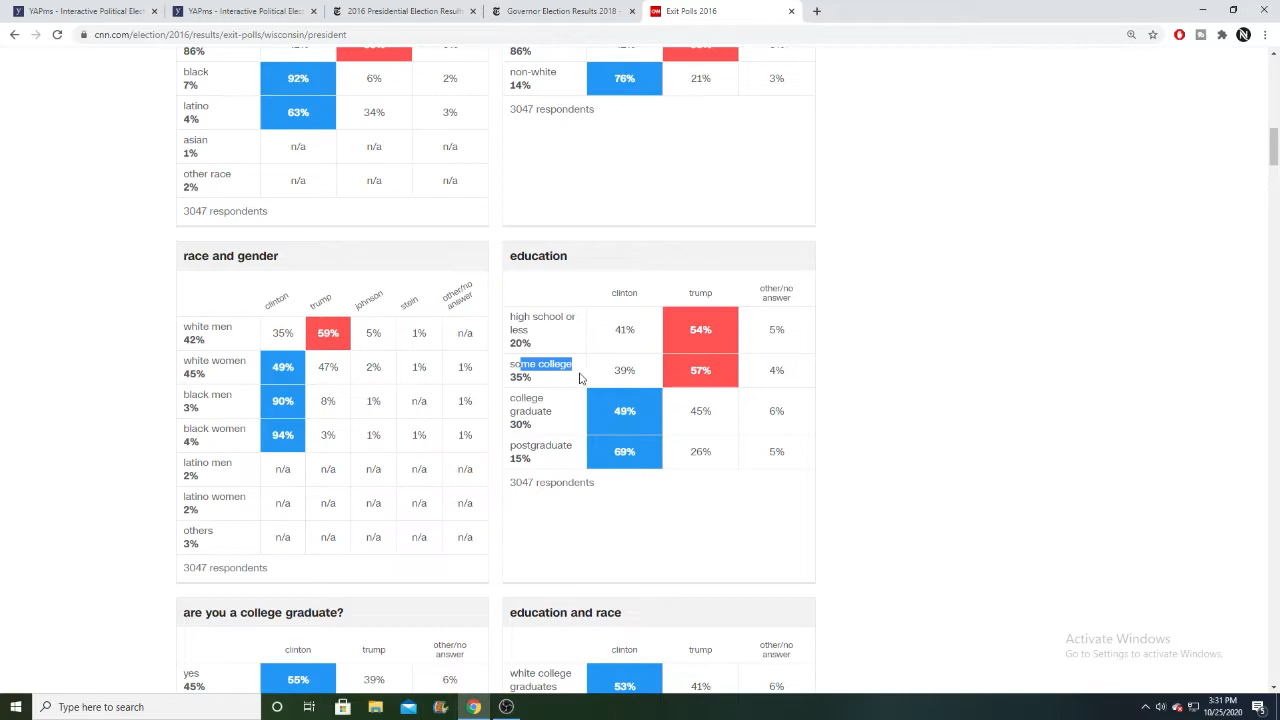 YAPms - Interactive Political Elect
YAPms - Interactive Political Elect
2016 Presidential Election Results
Governor Election Results 2018 -
CNN Exit Polls 2016
cnn.com/election/2016/results/exit-polls/wisconsin/president
86%
black
7%
92% 6% 2%
latino
4%
63% 34% 3%
asian
1%
n/a n/a n/a
other race
2%
n/a n/a n/a
3047 respondents
86%
non-white
14%
76% 21% 3%
3047 respondents
race and gender
clinton trump johnson stein other/no
answer
white men
42%
35% 59% 5% 1% n/a
white women
45%
49% 47% 2% 1% 1%
black men
3%
90% 8% 1% n/a 1%
black women
4%
94% 3% 1% 1% 1%
latino men
2%
n/a n/a n/a n/a n/a
latino women
2%
n/a n/a n/a n/a n/a
others
3%
n/a n/a n/a n/a n/a
3047 respondents
education
clinton trump other/no
answer
high school or
less
20%
41% 54% 5%
some college
35%
39% 57% 4%
college
graduate
30%
49% 45% 6%
postgraduate
15%
69% 26% 5%
3047 respondents
are you a college graduate?
clinton trump other/no
answer
yes
45%
55% 39% 6%
education and race
clinton trump other/no
answer
white college
graduates
53% 41% 6%
Activate Windows
Go to Settings to activate Windows.
Type here to search
3:31 PM
10/25/2020